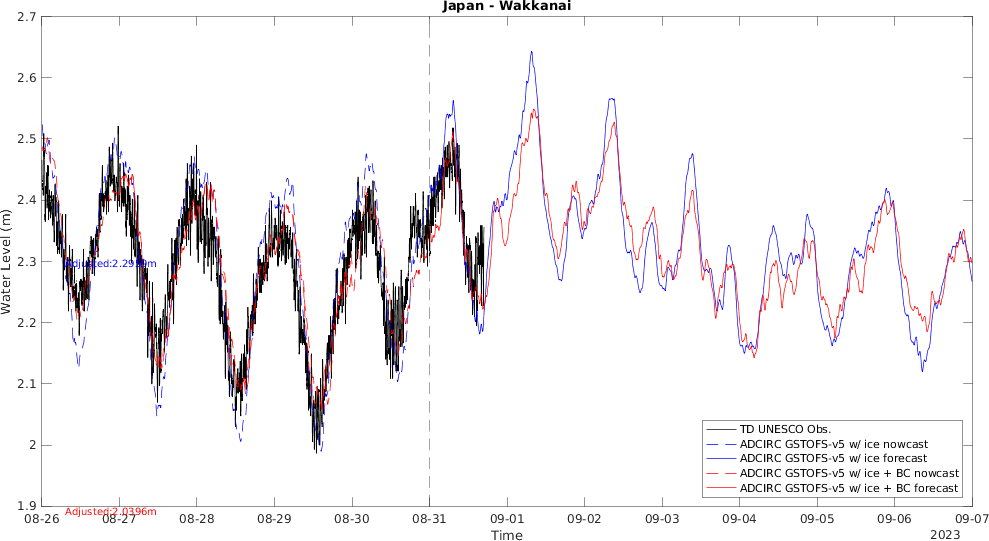 Japan - Wakkanai
2.7
2.6
2.5
2.4
2.3
2.2
2.1
2
1.9
Water Level (m)
Adjusted:2.2959m
Adjusted:2.0396m
TD UNESCO Obs.
ADCIRC GSTOFS-v5 w/ ice nowcast
ADCIRC GSTOFS-v5 w/ ice forecast
ADCIRC GSTOFS-v5 w/ ice + BC nowcast
ADCIRC GSTOFS-v5 w/ ice + BC forecast
08-26 08-27 08-28 08-29 08-30 08-31 09-01 09-02 09-03 09-04 09-05 09-06 09-07
Time
2023